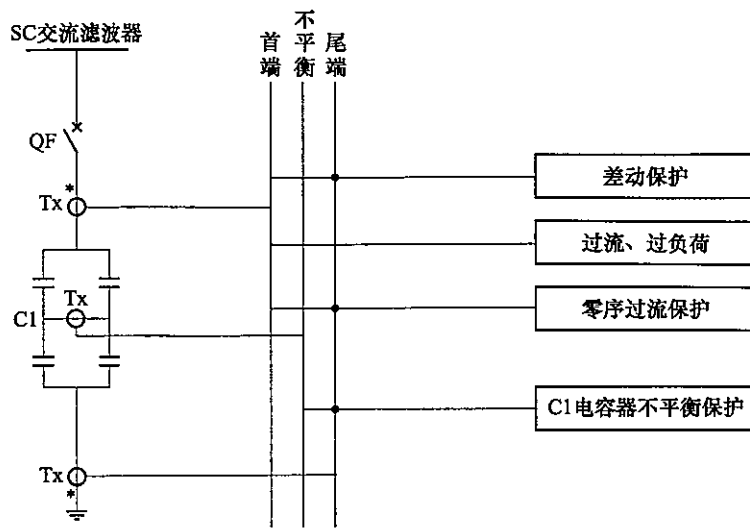 SC交流滤波器
首端
不平衡
尾端
QF
*
Tx
差动保护
过流、过负荷
Tx
C1
零序过流保护
C1电容器不平衡保护
Tx
*